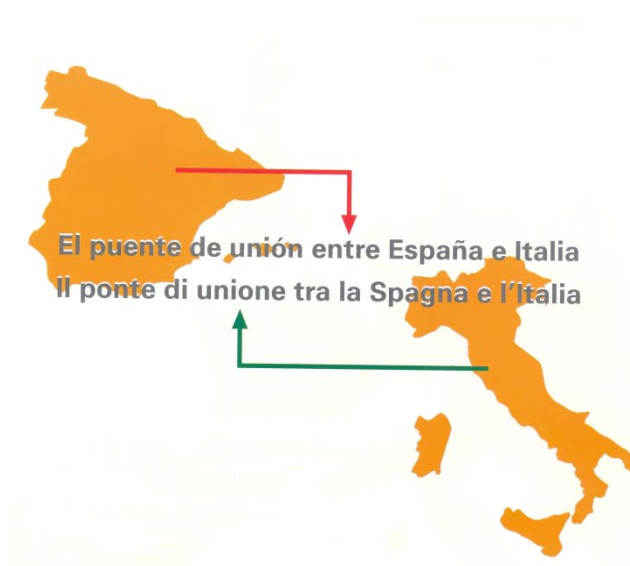 El puente de unión entre España e Italia
Il ponte di unione tra la Spagna e l'Italia